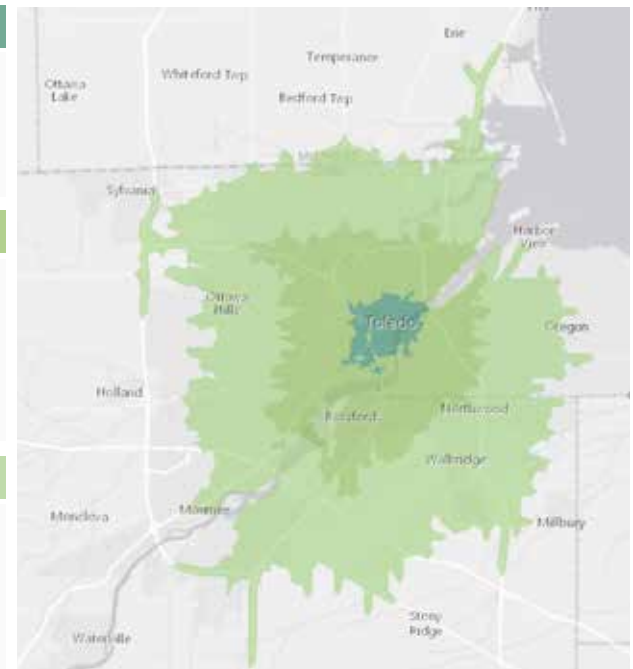 Erie
Temperance
Whiteford Twp
Ottawa
Lake
Bedford Twp
Sylvania
Harbor
View
Ottawa
Hills
Toledo
Oregon
Holland
Rossford
Northwood
Walbridge
Maumee
Monclova
Millbury
Stony
Ridge
Waterville